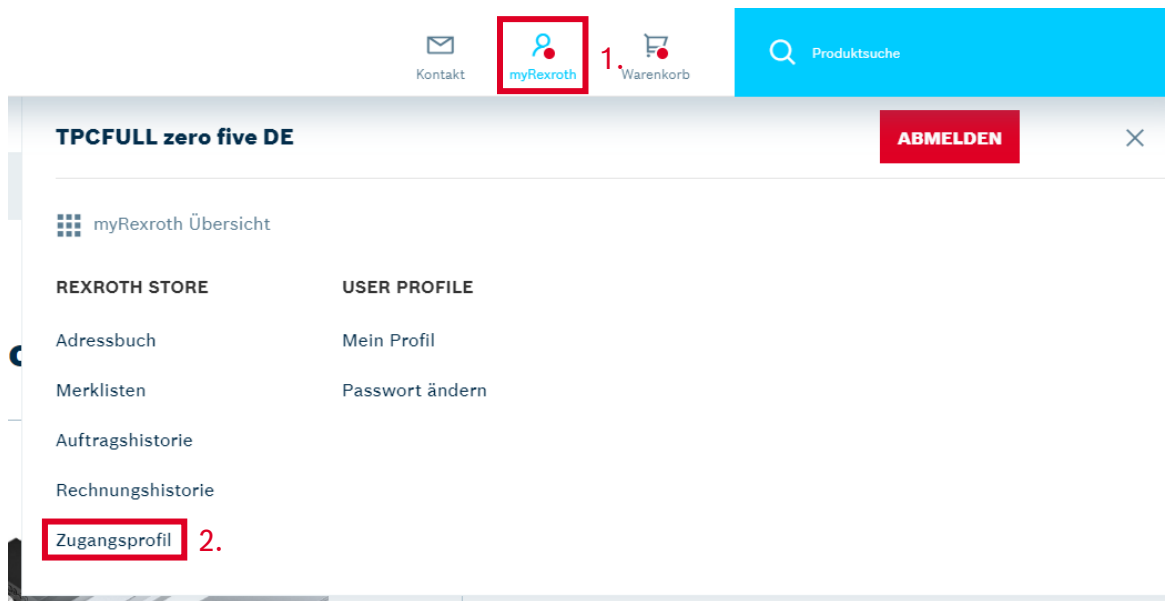 Kontakt
myRexroth
1.
Warenkorb
Produktsuche
TPCFULL zero five DE
ABMELDEN
myRexroth Übersicht
REXROTH STORE
USER PROFILE
Adressbuch
Mein Profil
Merklisten
Passwort ändern
Auftragshistorie
Rechnungshistorie
Zugangsprofil
2.